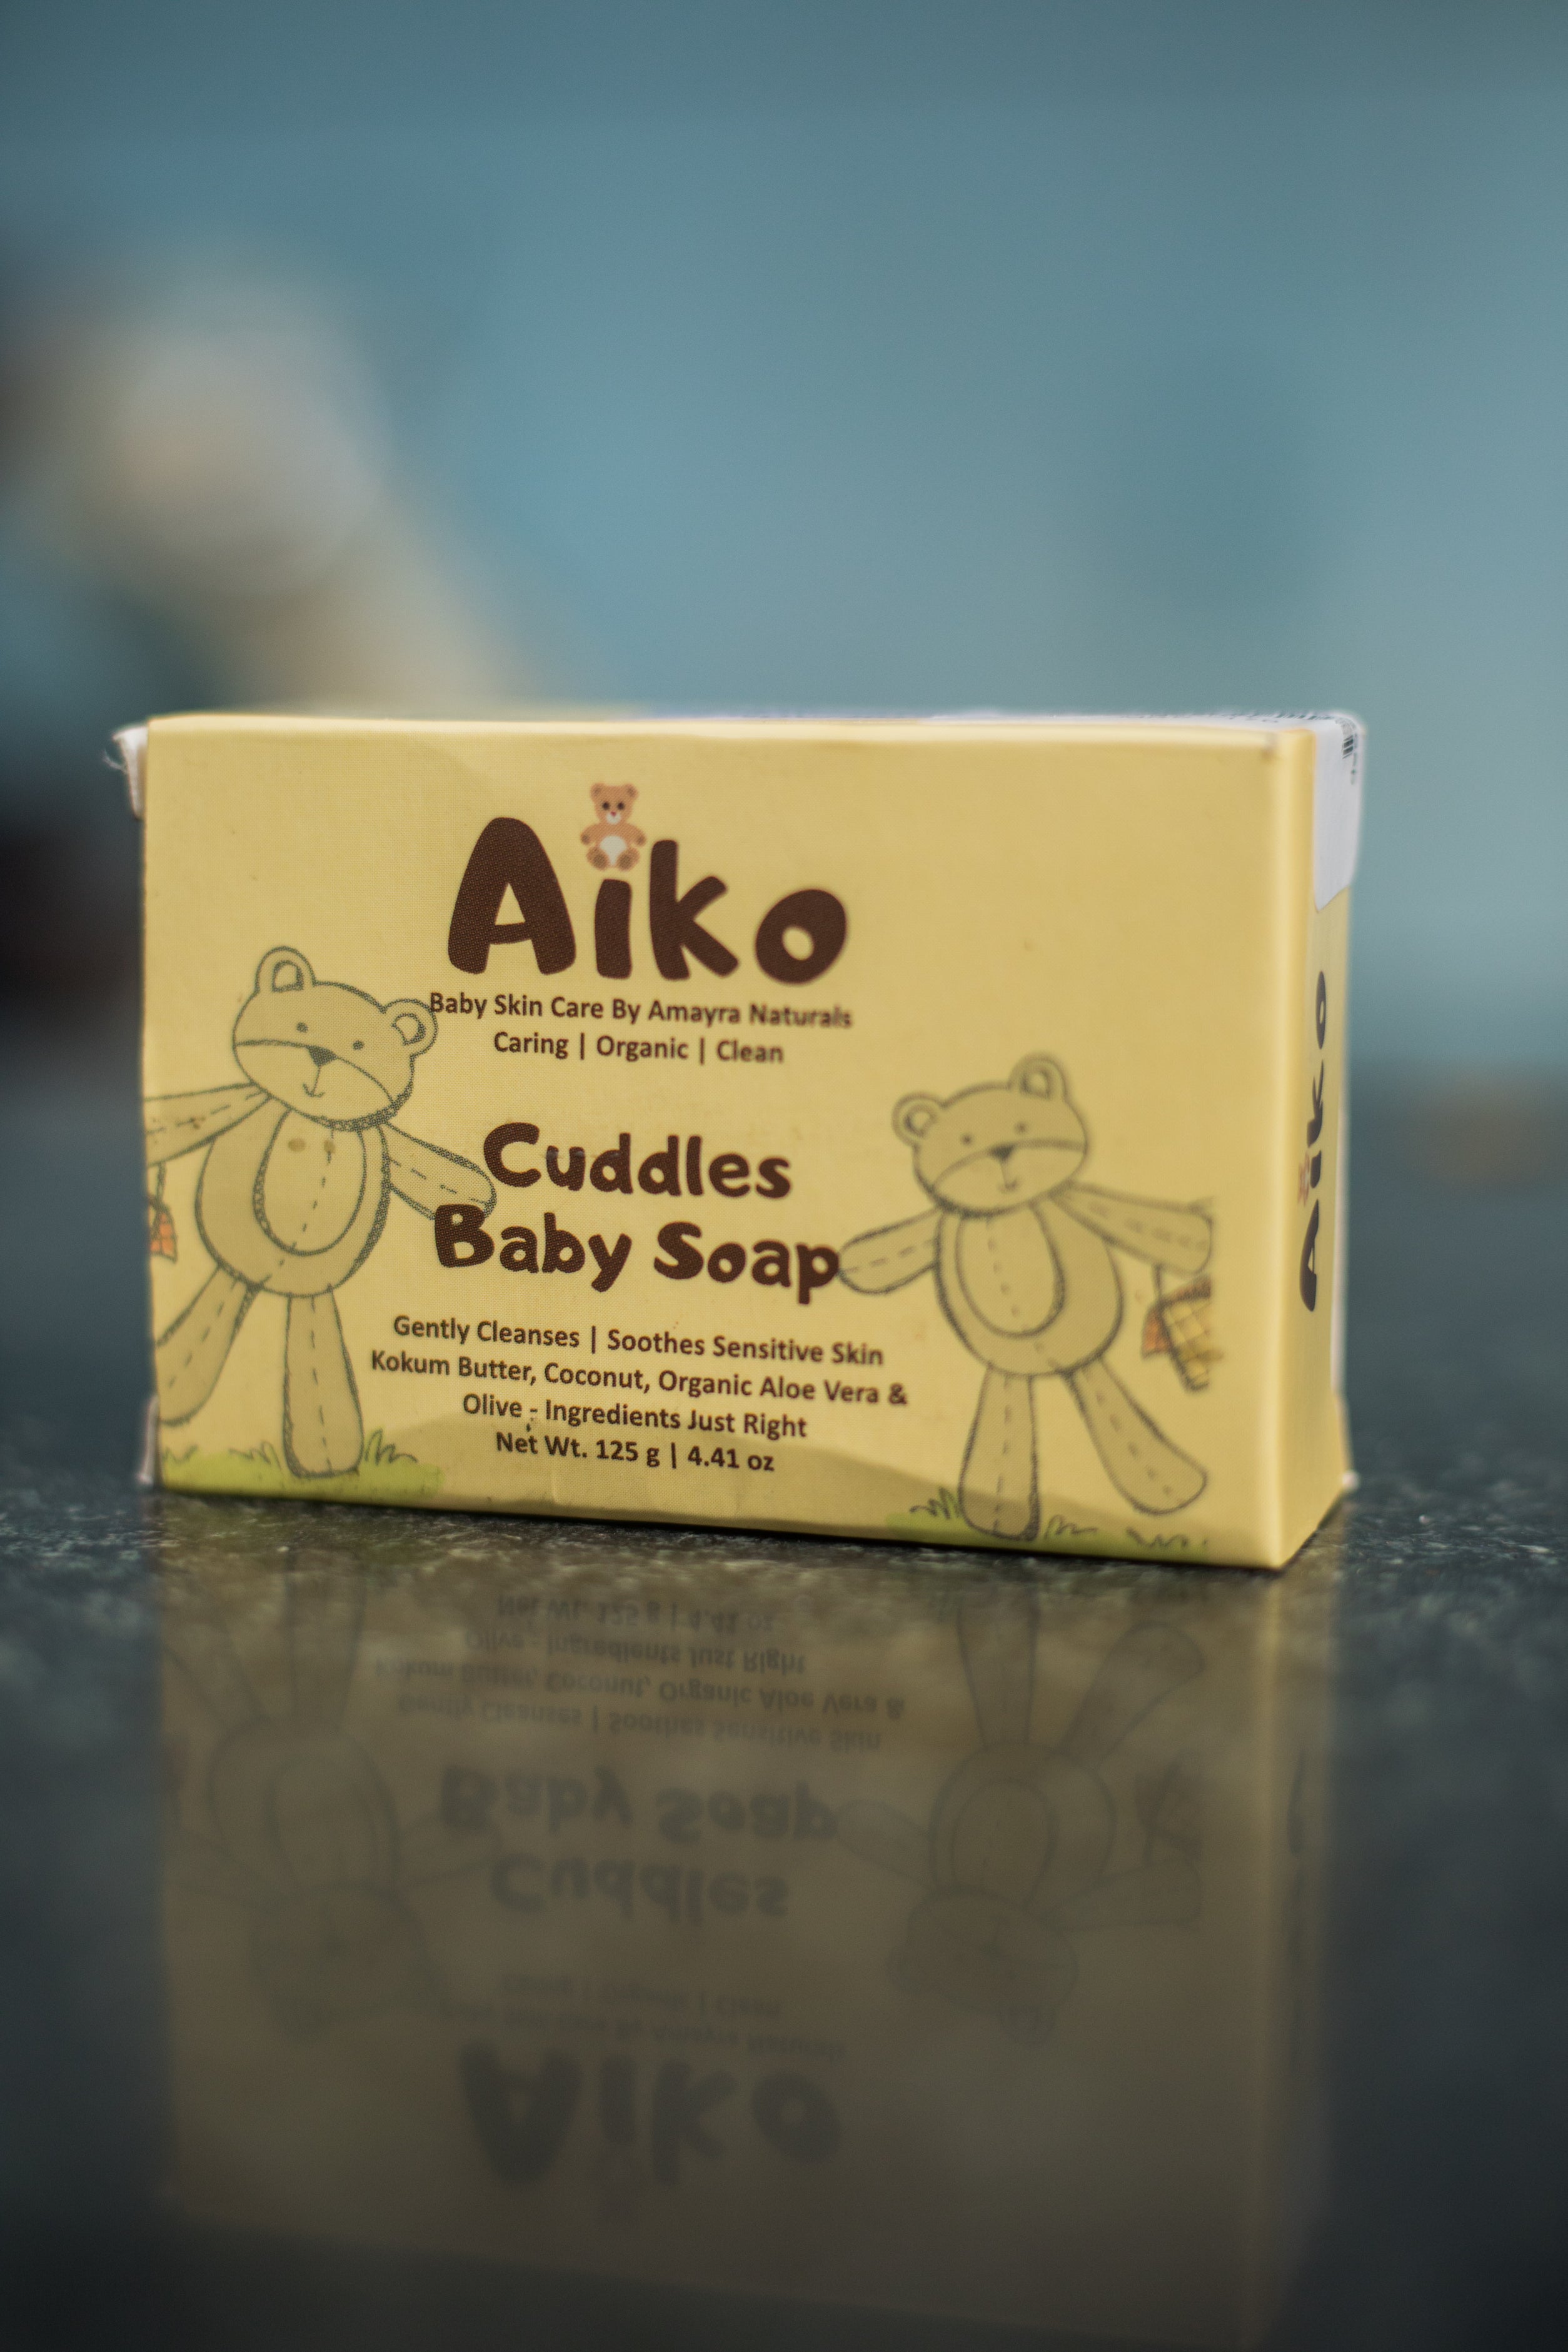 Aiko
Baby Skin Care By Amayra Naturals
Caring | Organic | Clean
Cuddles
Baby Soap
Gently Cleanses | Soothes Sensitive Skin
Kokum Butter, Coconut, Organic Aloe Vera &
Olive - Ingredients Just Right
Net Wt. 125 g | 4.41 oz
Aiko